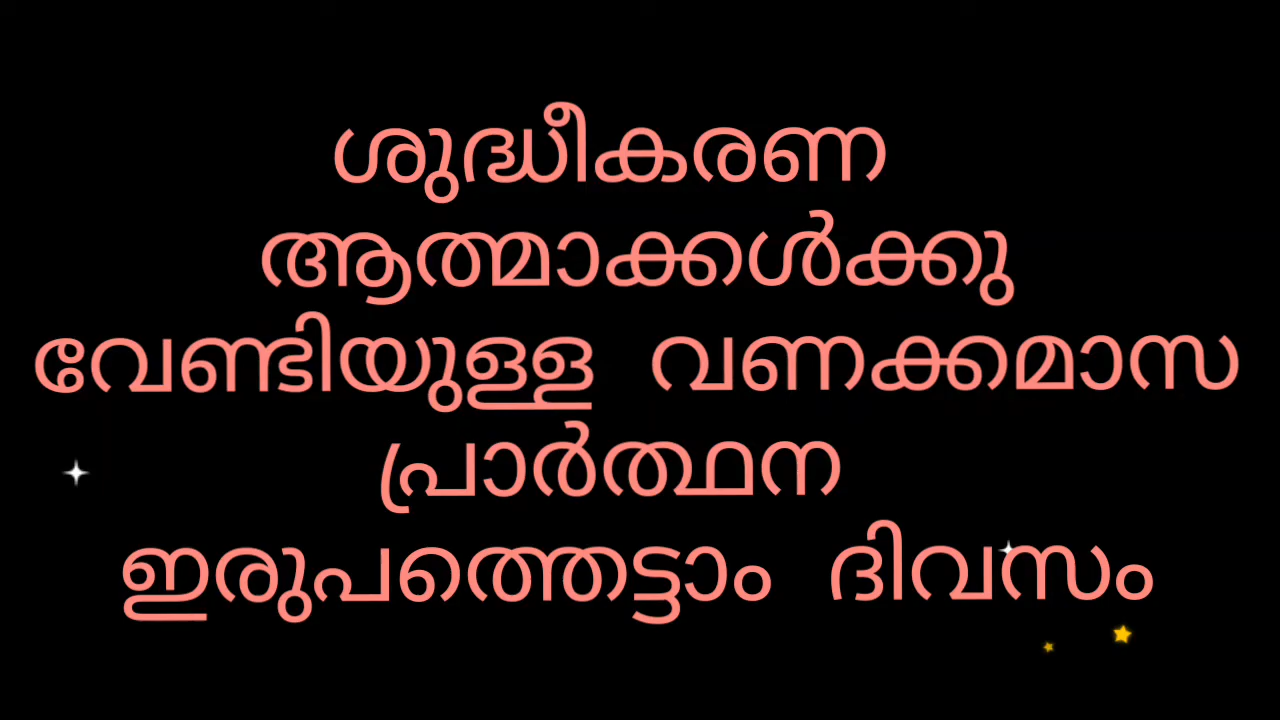 ശുദ്ധീകരണ
ആത്മാക്കൾക്കു
വേണ്ടിയുള്ള വണക്കമാസ
പ്രാർത്ഥന
ഇരുപത്തെട്ടാം ദിവസം